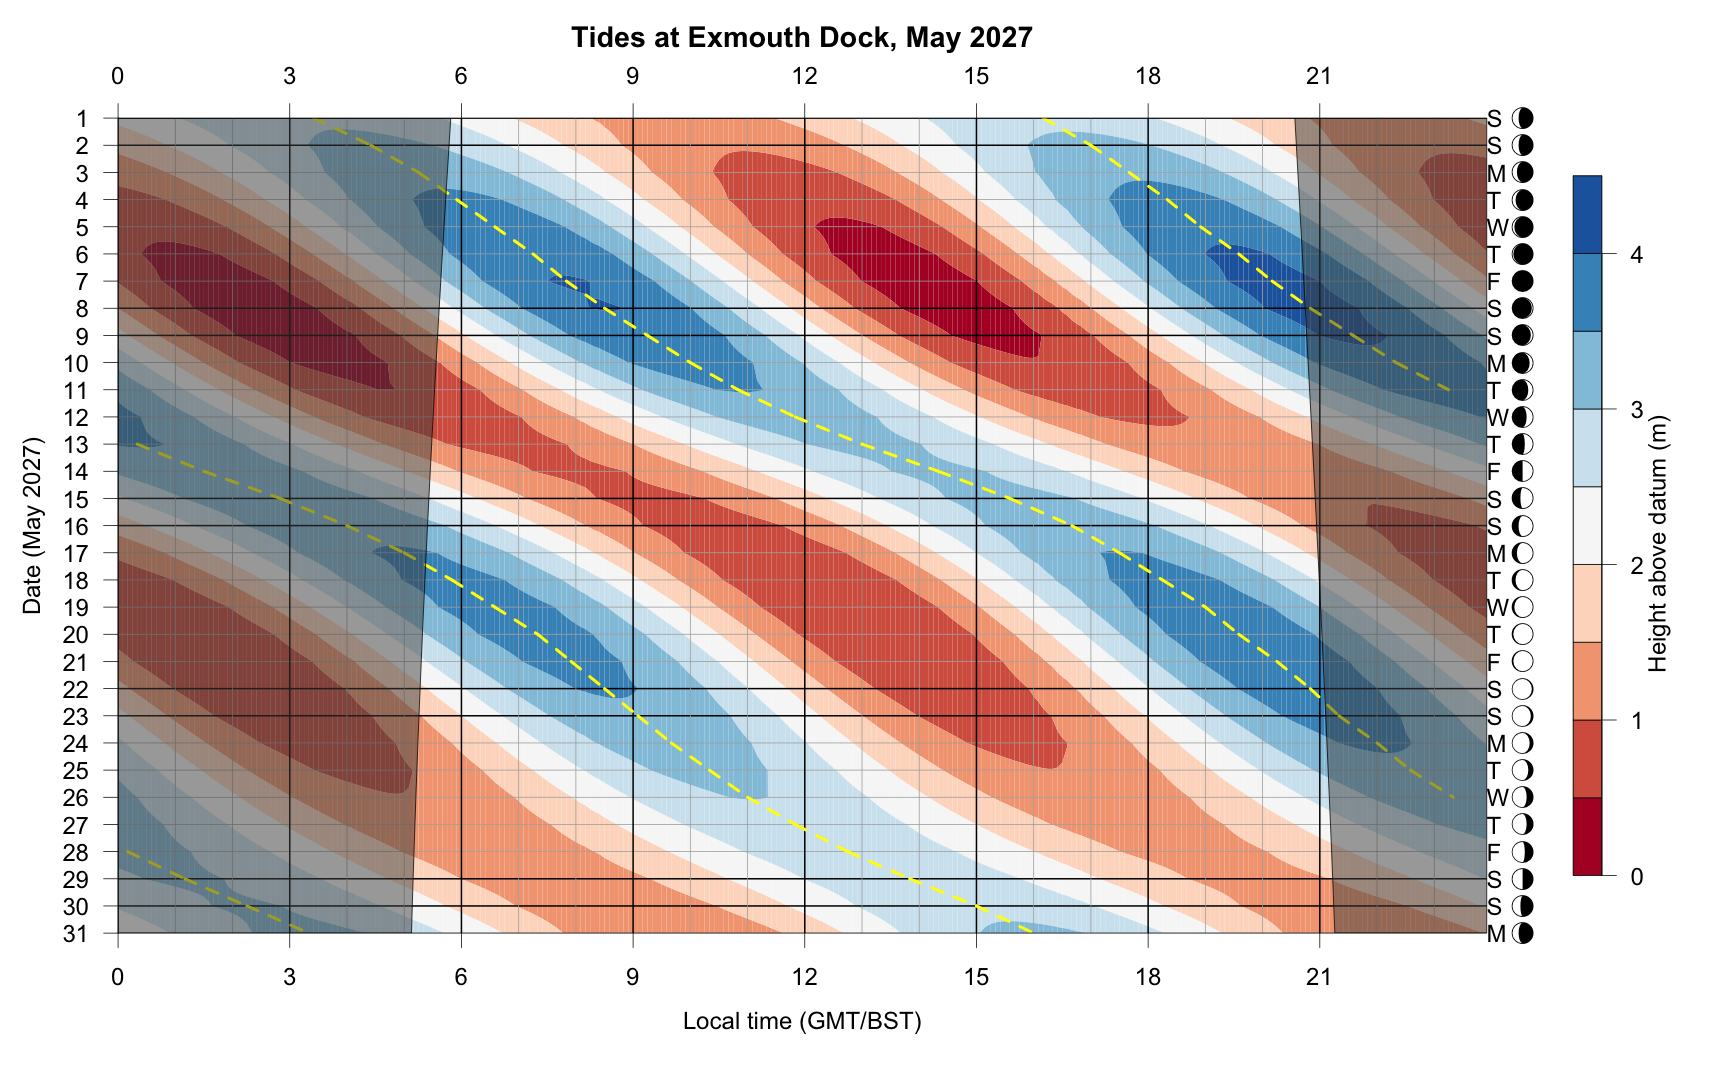 Tides at Exmouth Dock, May 2027
0 3 6 9 12 15 18 21
1 S
2 S
3 M
4 T
5 W
6 T
7 F
8 S
9 S
10 M
11 T
12 W
13 T
14 F
15 S
16 S
17 M
18 T
19 W
20 T
21 F
22 S
23 S
24 M
25 T
26 W
27 T
28 F
29 S
30 S
31 M
Date (May 2027)
0 3 6 9 12 15 18 21
Local time (GMT/BST)
4
3
2
1
0
Height above datum (m)